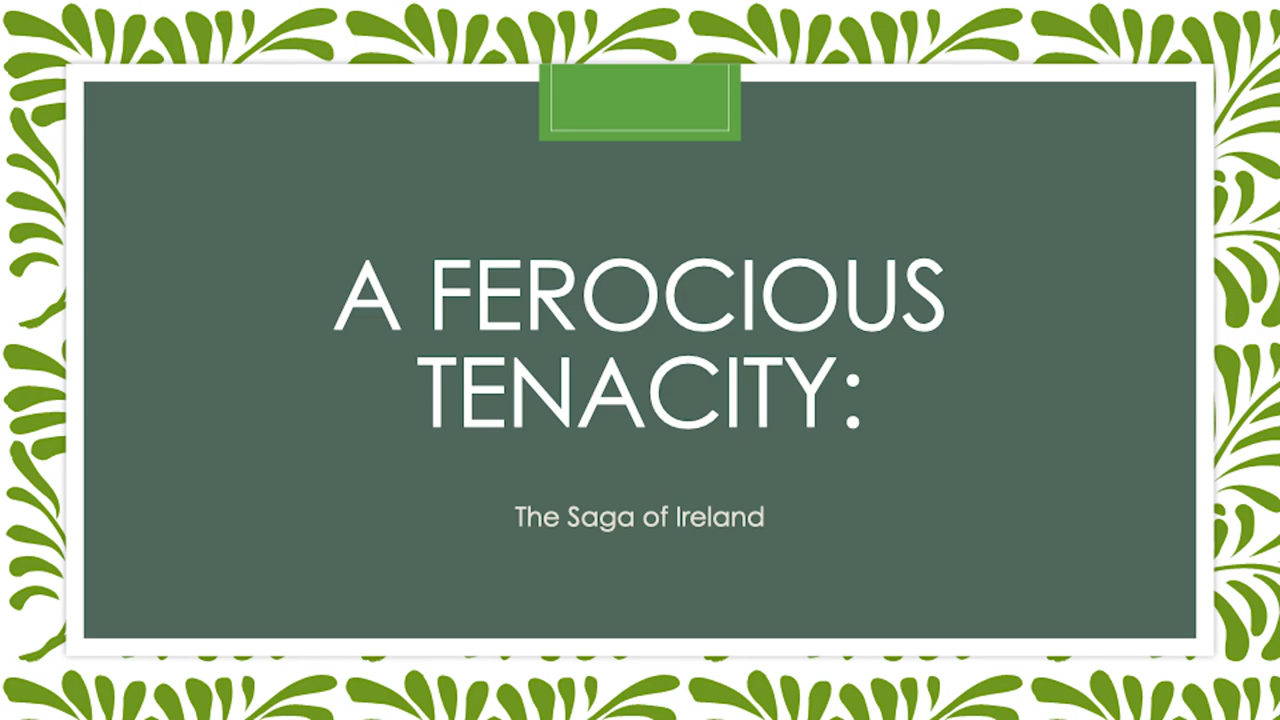 A FEROCIOUS
TENACITY:
The Saga of Ireland